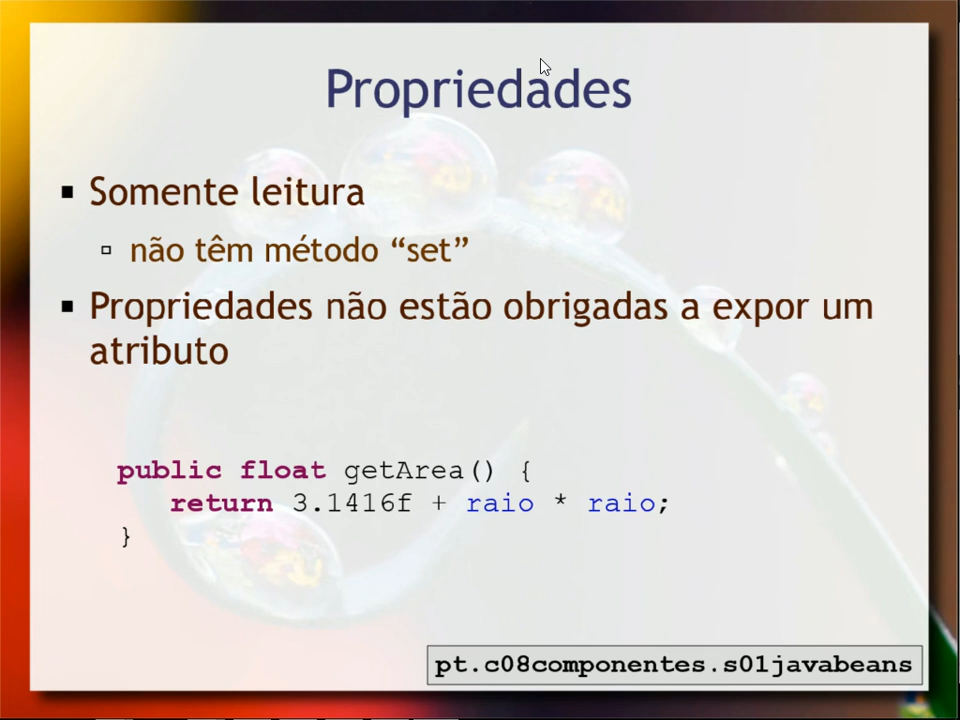 Propriedades
Somente leitura
não têm método “set”
Propriedades não estão obrigadas a expor um
atributo
public float getArea() {
return 3.1416f + raio * raio;
}
pt.c08componentes.s01javabeans